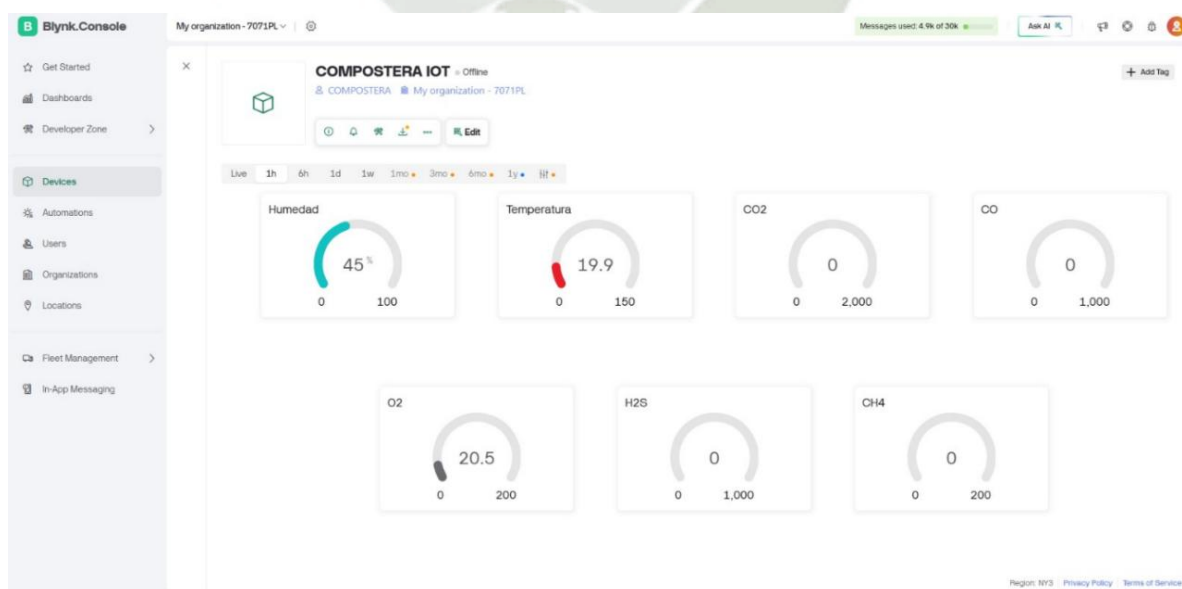 B Blynk.Console
My organization - 7071PL
Messages used: 4.9k of 30k
Ask AI
Get Started
Dashboards
Developer Zone
Devices
Automations
Users
Organizations
Locations
Fleet Management
In-App Messaging
COMPOSTERA IOT Offline
COMPOSTERA My organization - 7071PL
+ Add Tag
Edit
Live 1h 6h 1d 1w 1mo 3mo 6mo 1y
Humedad
45 %
0 100
Temperatura
19.9
0 150
CO2
0
0 2,000
CO
0
0 1,000
O2
20.5
0 200
H2S
0
0 1,000
CH4
0
0 200
Region: NY3 Privacy Policy Terms of Service